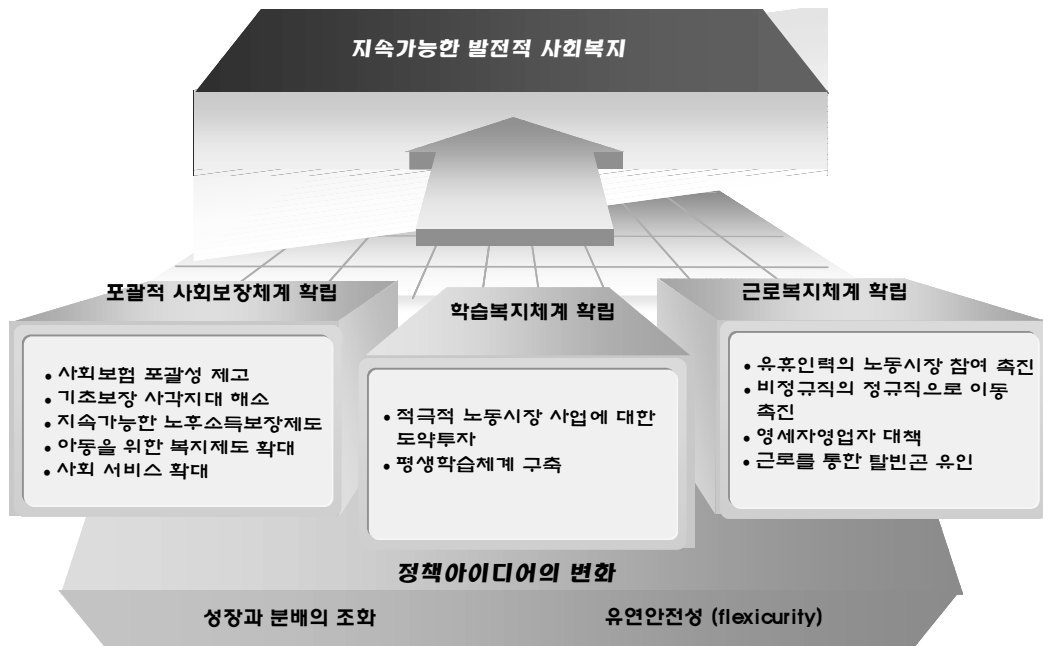 지속가능한 발전적 사회복지
포괄적 사회보장체계 확립
• 사회보험 포괄성 제고
• 기초보장 사각지대 해소
• 지속가능한 노후소득보장제도
• 아동을 위한 복지제도 확대
• 사회 서비스 확대
학습복지체계 확립
• 적극적 노동시장 사업에 대한
도약투자
• 평생학습체계 구축
근로복지체계 확립
• 유휴인력의 노동시장 참여 촉진
• 비정규직의 정규직으로 이동
촉진
• 영세자영업자 대책
• 근로를 통한 탈빈곤 유인
정책아이디어의 변화
성장과 분배의 조화
유연안전성 (flexicurity)